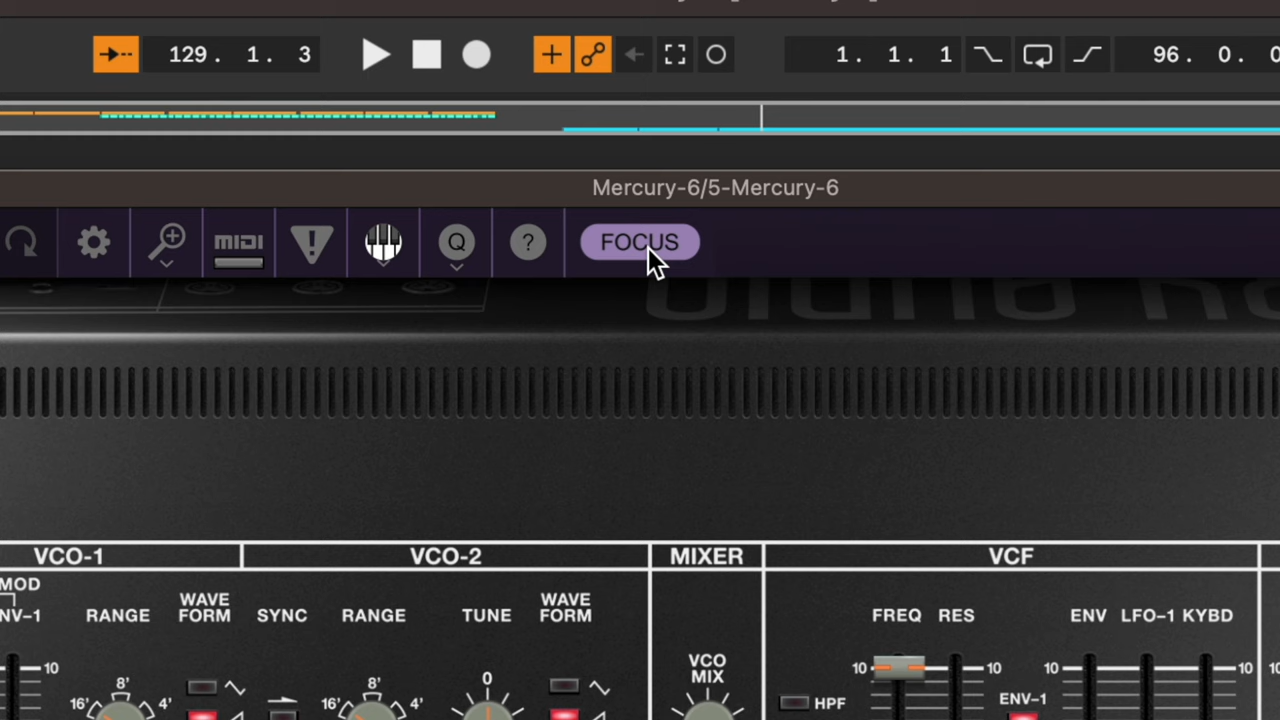 129. 1. 3
1. 1. 1
96. 0. 0
Mercury-6/5-Mercury-6
MIDI
Q
?
FOCUS
VCO-1
VCO-2
MIXER
VCF
MOD
RANGE
WAVE
FORM
SYNC
RANGE
TUNE
WAVE
FORM
FREQ
RES
ENV
LFO-1
KYBD
10
8'
16'
4'
8'
16'
4'
0
VCO
MIX
10
10
HPF
10
ENV-1
10